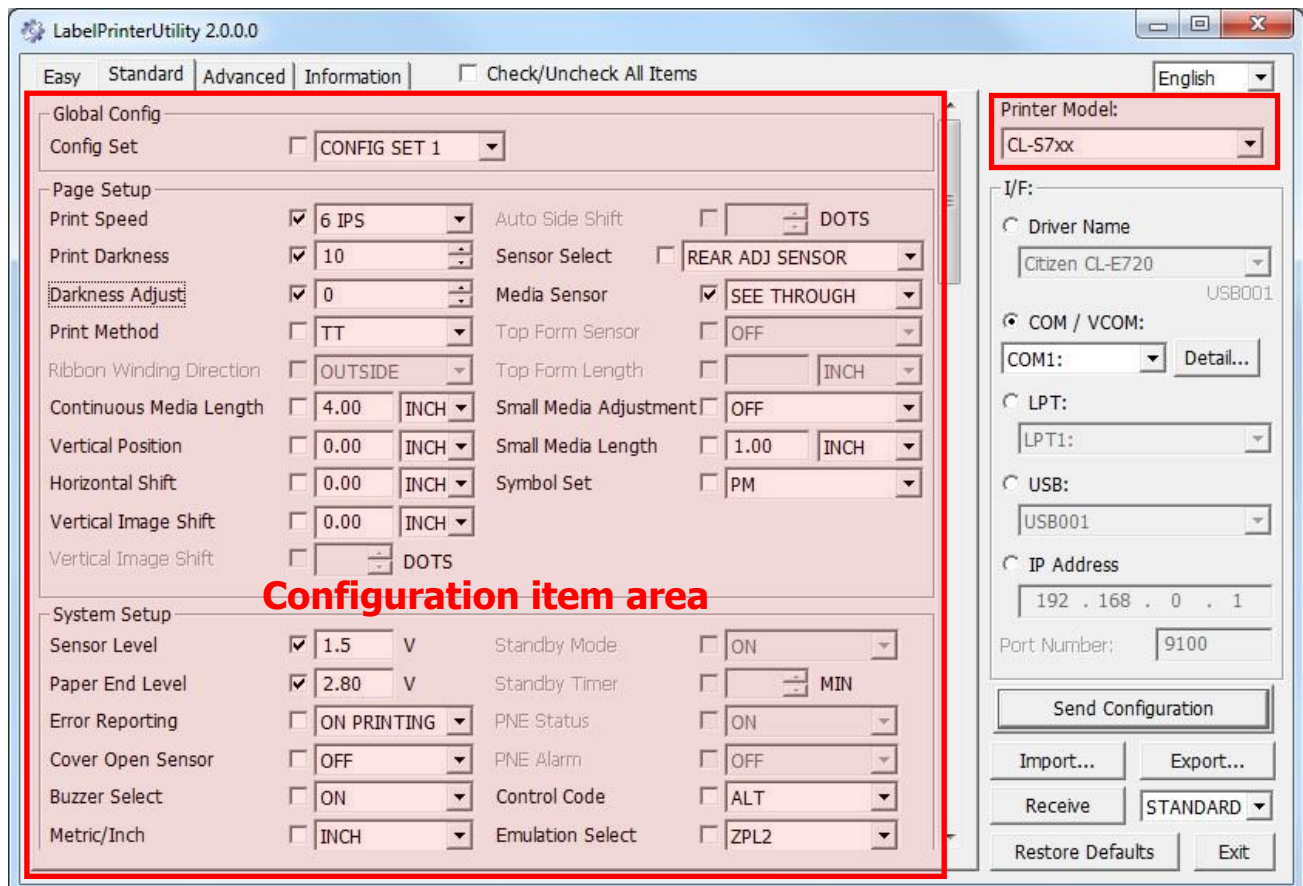 LabelPrinterUtility 2.0.0.0
Easy Standard Advanced Information Check/Uncheck All Items English
Global Config
Config Set CONFIG SET 1
Page Setup
Print Speed 6 IPS Auto Side Shift DOTS
Print Darkness 10 Sensor Select REAR ADJ SENSOR
Darkness Adjust 0 Media Sensor SEE THROUGH
Print Method TT Top Form Sensor OFF
Ribbon Winding Direction OUTSIDE Top Form Length INCH
Continuous Media Length 4.00 INCH Small Media Adjustment OFF
Vertical Position 0.00 INCH Small Media Length 1.00 INCH
Horizontal Shift 0.00 INCH Symbol Set PM
Vertical Image Shift 0.00 INCH
Vertical Image Shift DOTS
Configuration item area
System Setup
Sensor Level 1.5 V Standby Mode ON
Paper End Level 2.80 V Standby Timer MIN
Error Reporting ON PRINTING PNE Status ON
Cover Open Sensor OFF PNE Alarm OFF
Buzzer Select ON Control Code ALT
Metric/Inch INCH Emulation Select ZPL2
Printer Model:
CL-S7xx
I/F:
Driver Name
Citizen CL-E720
USB001
COM / VCOM:
COM1: Detail...
LPT:
LPT1:
USB:
USB001
IP Address
192 . 168 . 0 . 1
Port Number: 9100
Send Configuration
Import... Export...
Receive STANDARD
Restore Defaults Exit